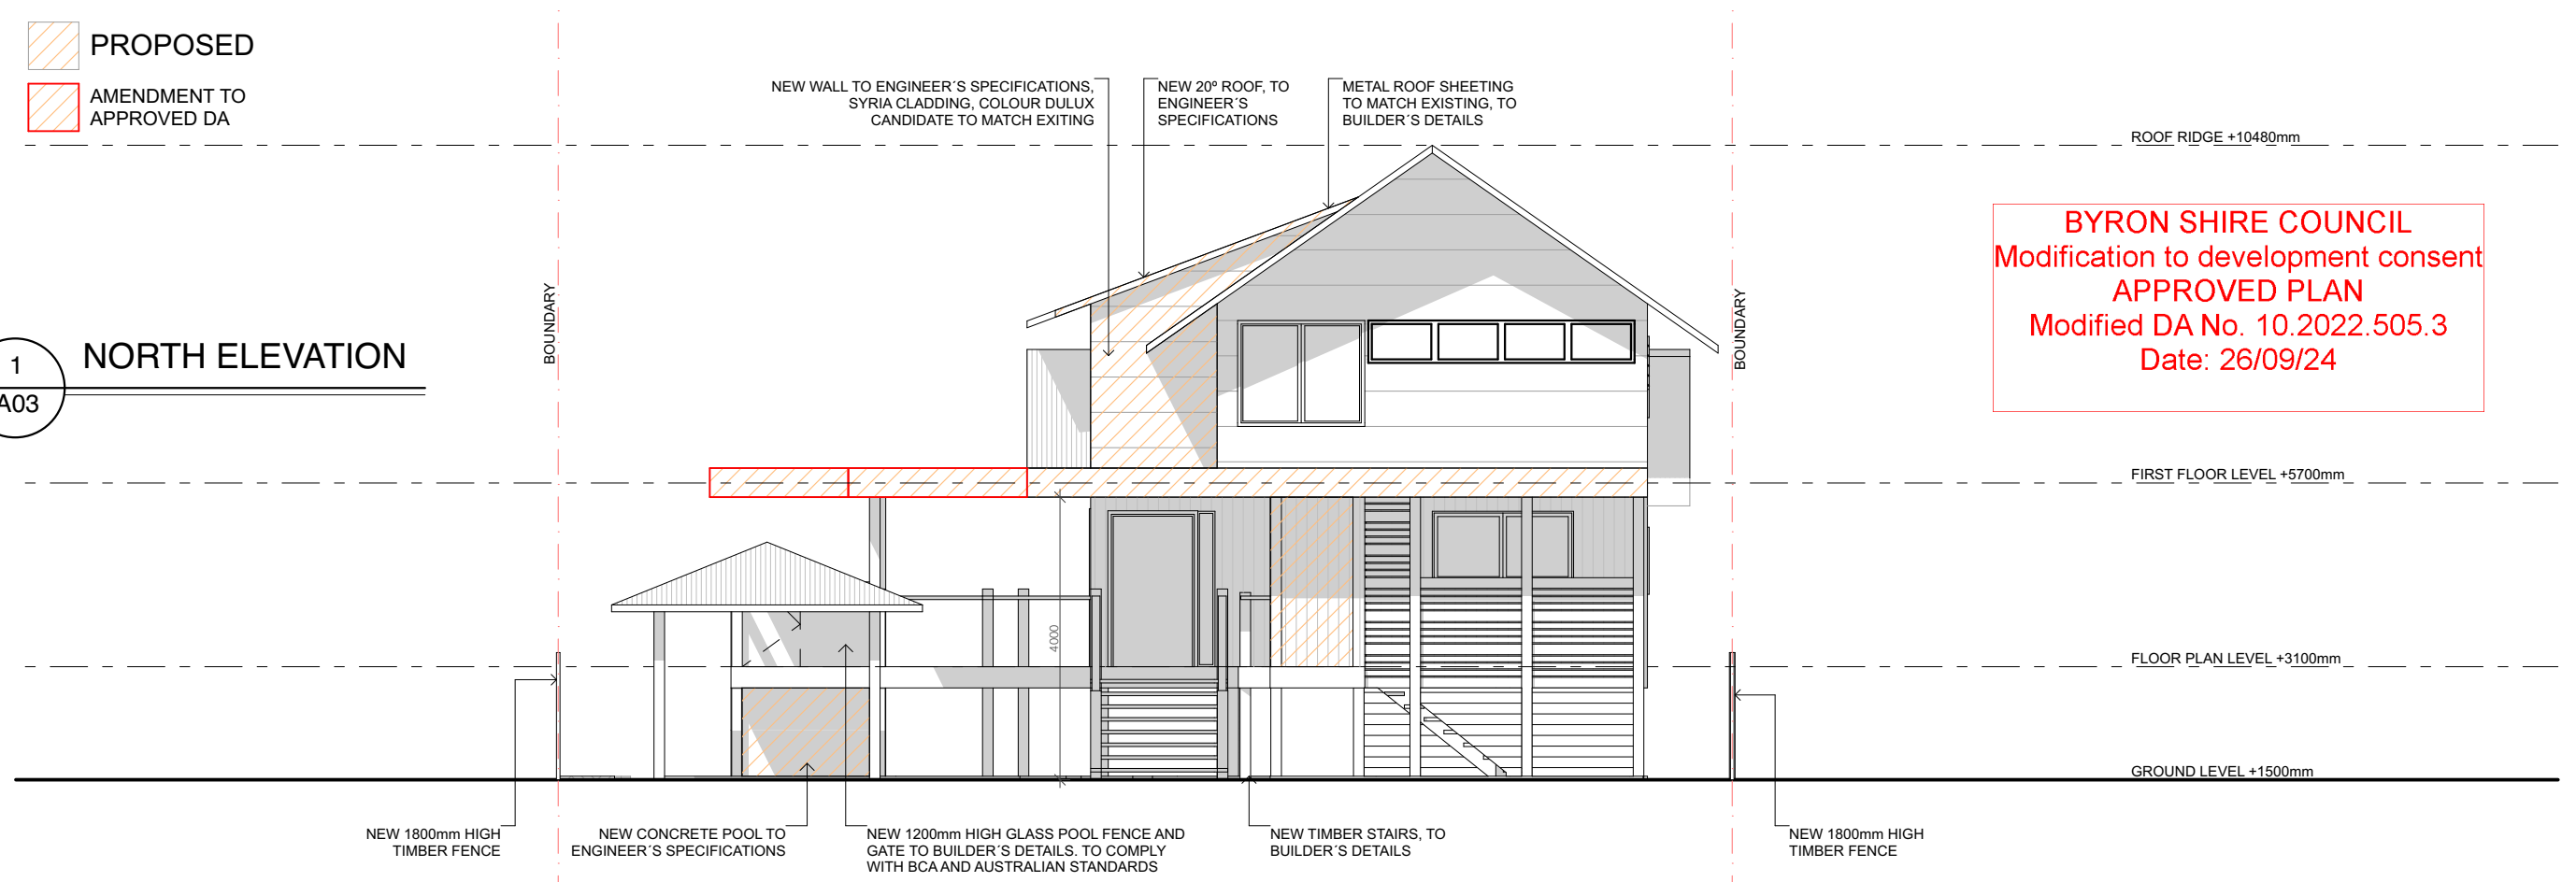 PROPOSED
AMENDMENT TO
APPROVED DA
NEW WALL TO ENGINEER´S SPECIFICATIONS,
SYRIA CLADDING, COLOUR DULUX
CANDIDATE TO MATCH EXITING
NEW 20º ROOF, TO
ENGINEER´S
SPECIFICATIONS
METAL ROOF SHEETING
TO MATCH EXISTING, TO
BUILDER´S DETAILS
ROOF RIDGE +10480mm
BYRON SHIRE COUNCIL
Modification to development consent
APPROVED PLAN
Modified DA No. 10.2022.505.3
Date: 26/09/24
BOUNDARY
BOUNDARY
1
A03
NORTH ELEVATION
FIRST FLOOR LEVEL +5700mm
4000
FLOOR PLAN LEVEL +3100mm
GROUND LEVEL +1500mm
NEW 1800mm HIGH
TIMBER FENCE
NEW CONCRETE POOL TO
ENGINEER´S SPECIFICATIONS
NEW 1200mm HIGH GLASS POOL FENCE AND
GATE TO BUILDER´S DETAILS. TO COMPLY
WITH BCA AND AUSTRALIAN STANDARDS
NEW TIMBER STAIRS, TO
BUILDER´S DETAILS
NEW 1800mm HIGH
TIMBER FENCE